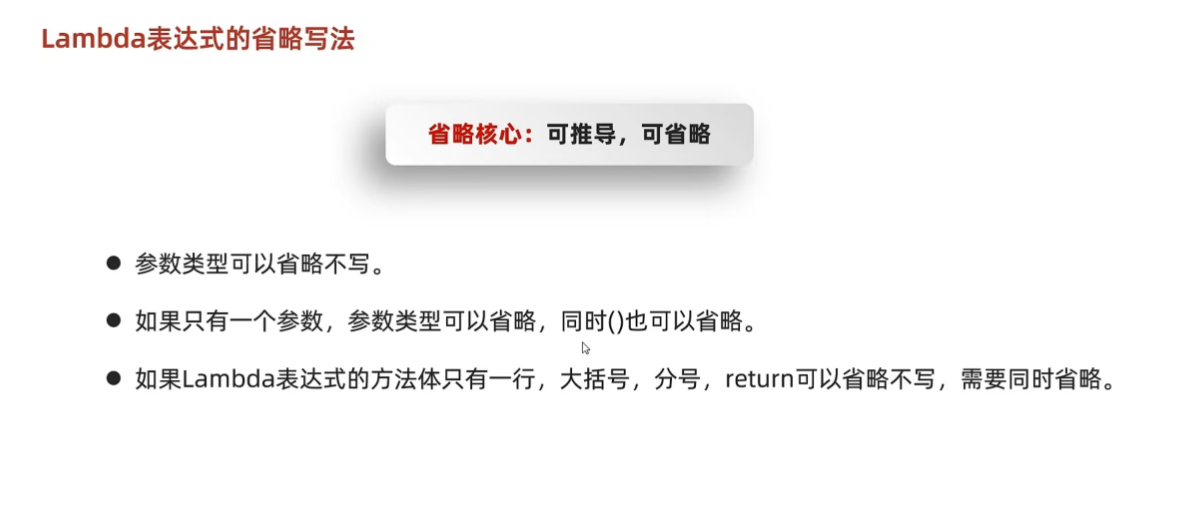 Lambda表达式的省略写法
省略核心：可推导，可省略
● 参数类型可以省略不写。
● 如果只有一个参数，参数类型可以省略，同时()也可以省略。
● 如果Lambda表达式的方法体只有一行，大括号，分号，return可以省略不写，需要同时省略。